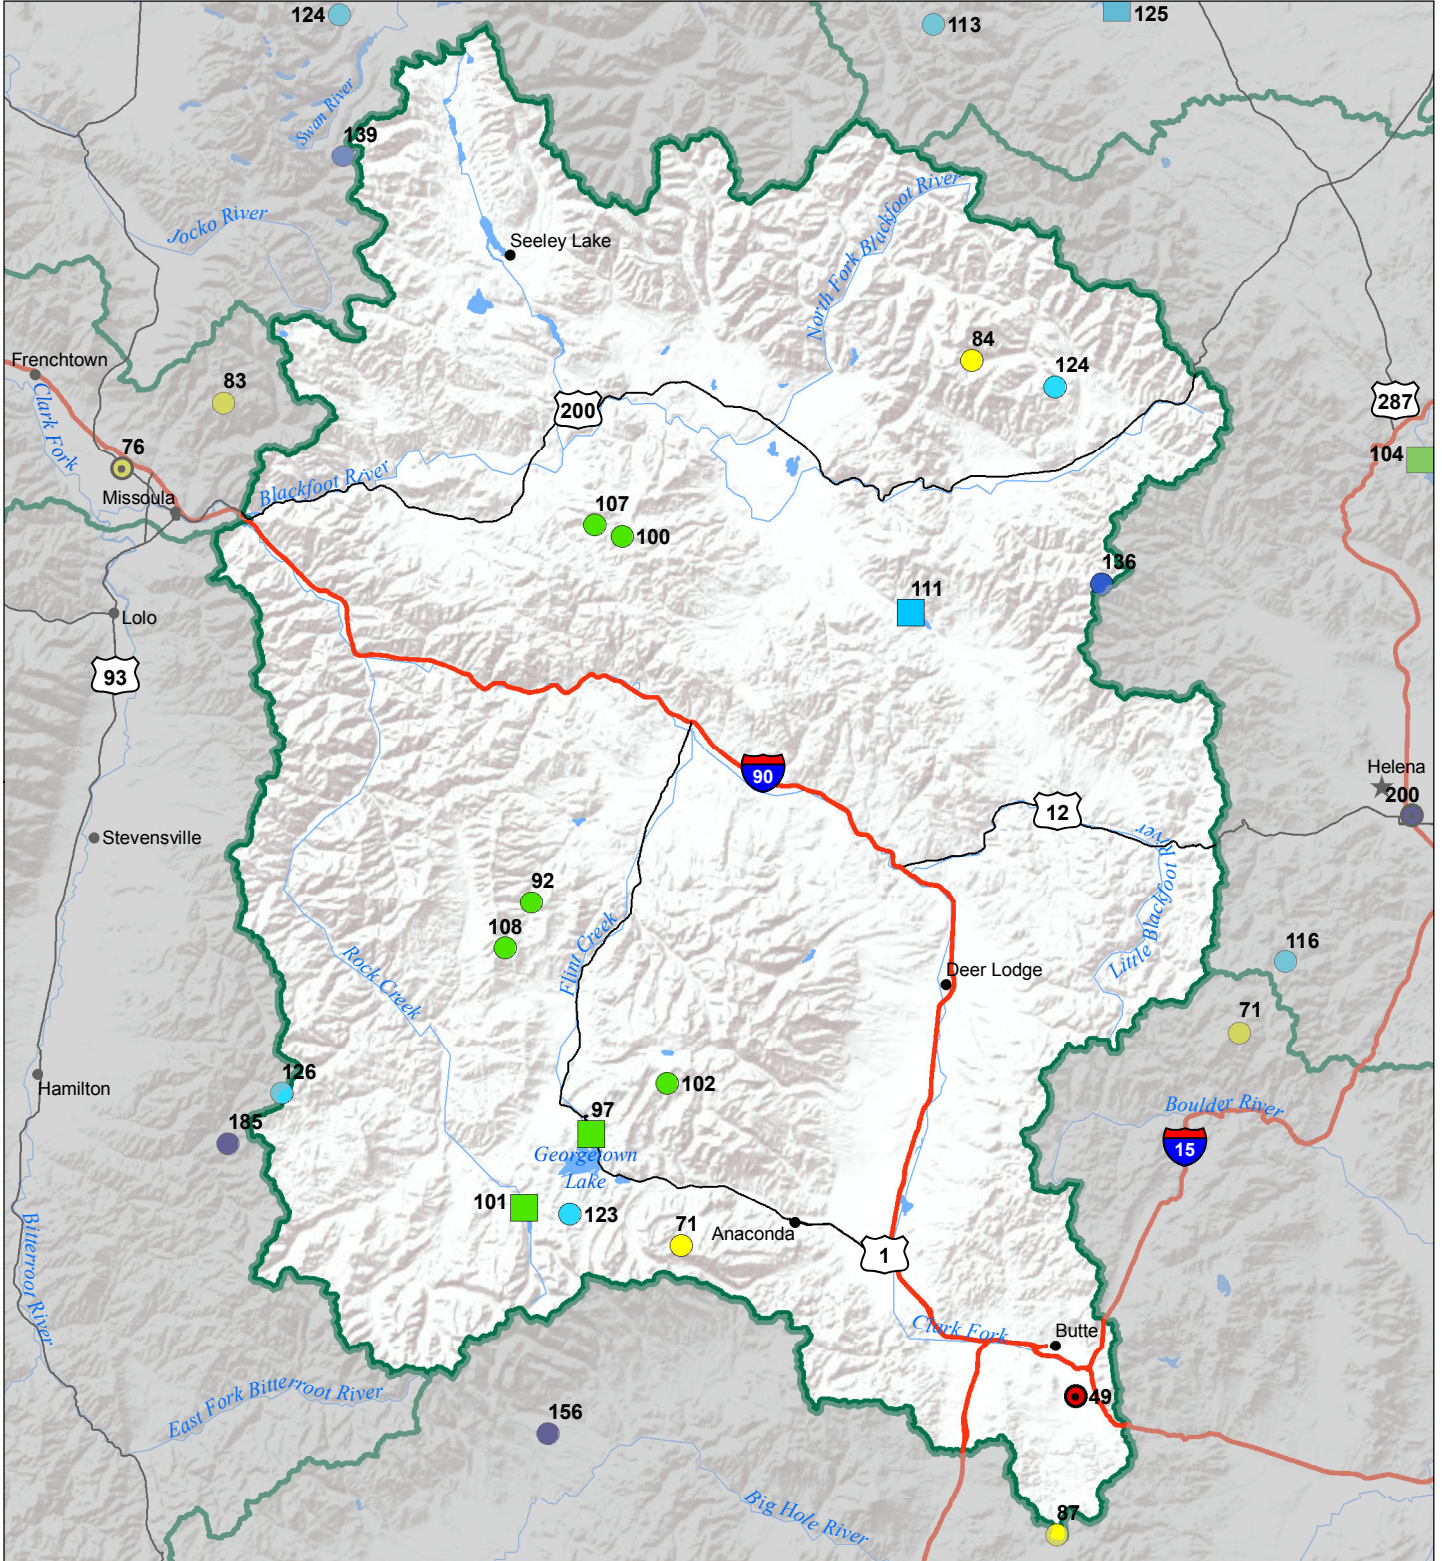 124
113
125
Swan River
139
Jocko River
North Fork Blackfoot River
Seeley Lake
84
124
Frenchtown
83
200
287
Clark Fork
76
104
Missoula
Blackfoot River
107
100
136
111
Lolo
93
90
Helena
200
12
Stevensville
Little Blackfoot River
92
108
Flint Creek
Rock Creek
Deer Lodge
116
71
126
Hamilton
102
97
185
Boulder River
15
Georgetown
Lake
101
123
71
Anaconda
1
Bitterroot River
Clark Fork
Butte
49
East Fork Bitterroot River
156
Big Hole River
87